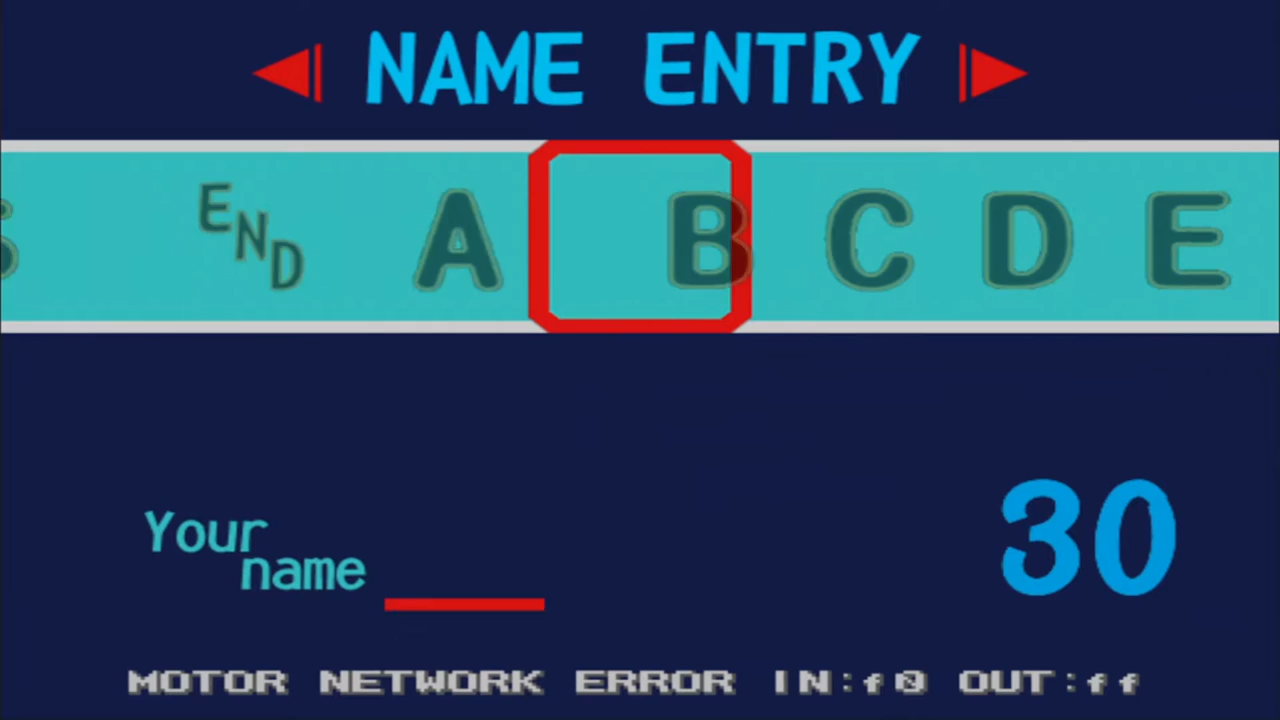 NAME ENTRY
S END A B C D E
Your
name
30
MOTOR NETWORK ERROR IN:f0 OUT:ff